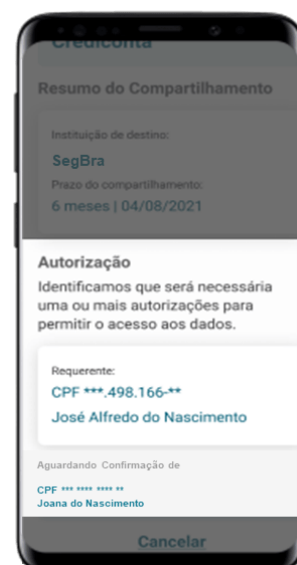 Crediconta
Resumo do Compartilhamento
Instituição de destino:
SegBra
Prazo do compartilhamento:
6 meses | 04/08/2021
Autorização
Identificamos que será necessária
uma ou mais autorizações para
permitir o acesso aos dados.
Requerente:
CPF ***.498.166-**
José Alfredo do Nascimento
Aguardando Confirmação de
CPF *** **** **** **
Joana do Nascimento
Cancelar